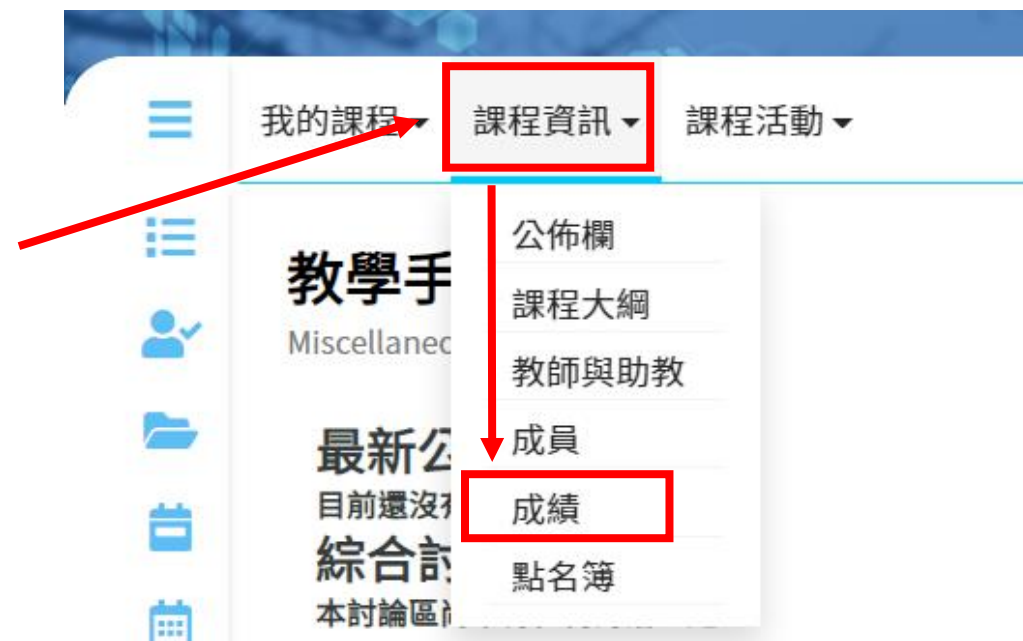 我的課程 課程資訊 課程活動
公佈欄
教學手
課程大綱
Miscellaneo
教師與助教
最新公
成員
目前還沒有
成績
綜合討
點名簿
本討論區尚